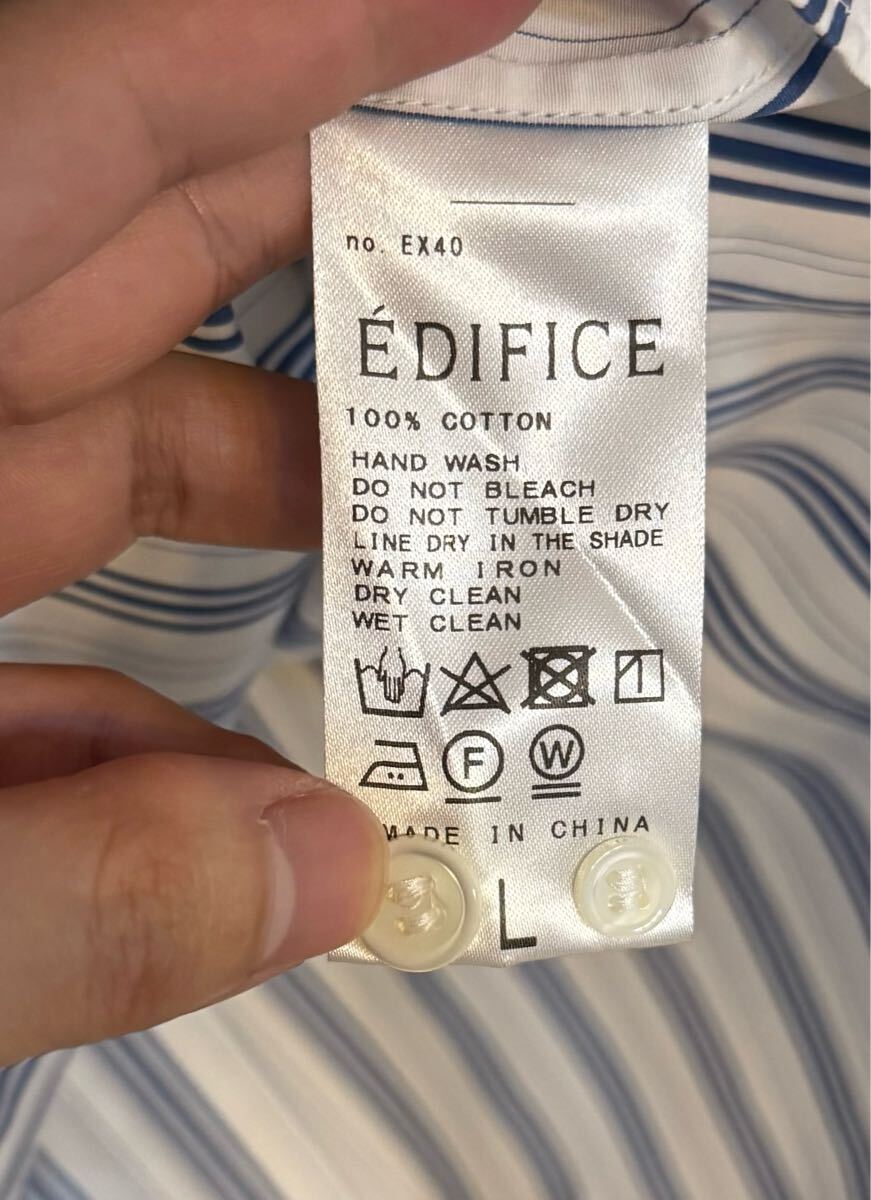 no. EX40
ÉDIFICE
100% COTTON
HAND WASH
DO NOT BLEACH
DO NOT TUMBLE DRY
LINE DRY IN THE SHADE
WARM IRON
DRY CLEAN
WET CLEAN
F W
MADE IN CHINA
L